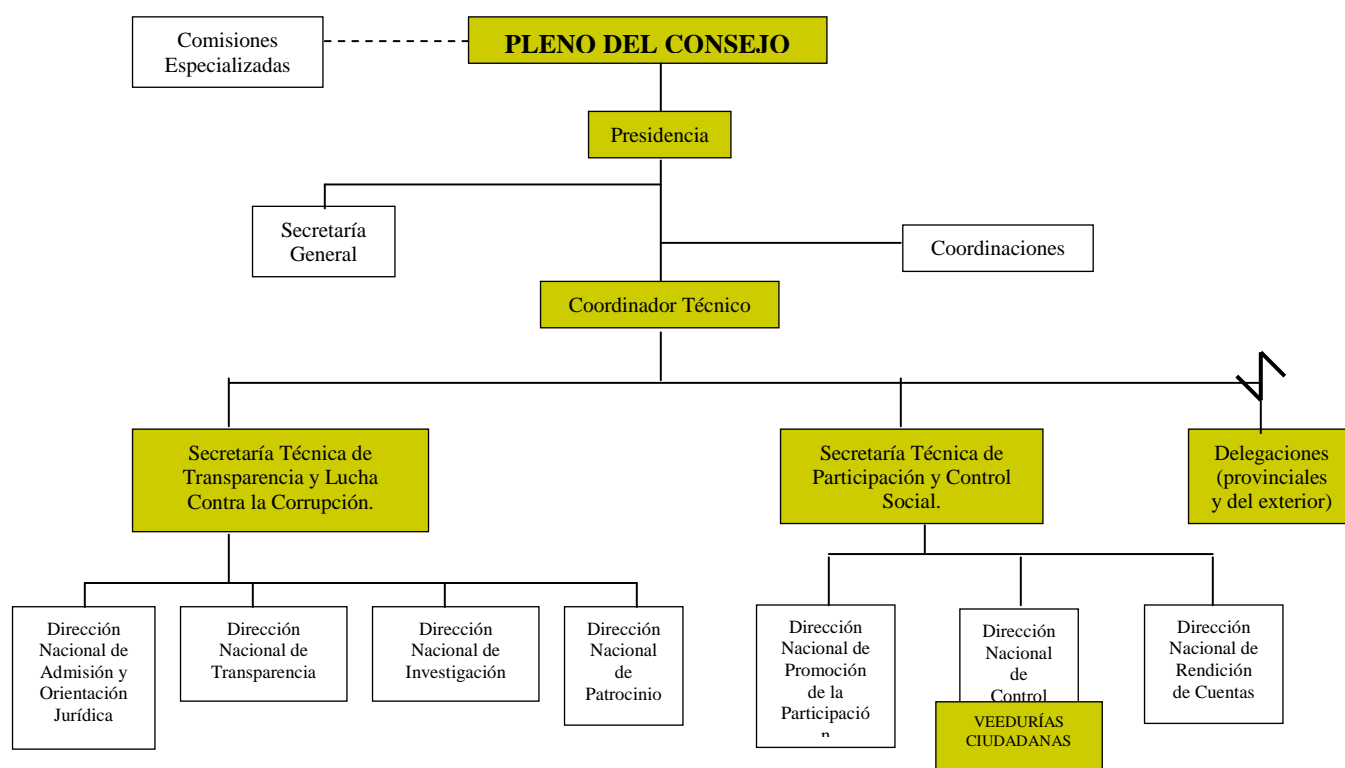 Comisiones
Especializadas
PLENO DEL CONSEJO
Presidencia
Secretaría
General
Coordinaciones
Coordinador Técnico
Secretaría Técnica de
Transparencia y Lucha
Contra la Corrupción.
Secretaría Técnica de
Participación y Control
Social.
Delegaciones
(provinciales
y del exterior)
Dirección
Nacional de
Admisión y
Orientación
Jurídica
Dirección
Nacional de
Transparencia
Dirección
Nacional de
Investigación
Dirección
Nacional
de
Patrocinio
Dirección
Nacional de
Promoción
de la
Participació
n
Dirección
Nacional
de
Control
VEEDURÍAS
CIUDADANAS
Dirección
Nacional de
Rendición
de Cuentas